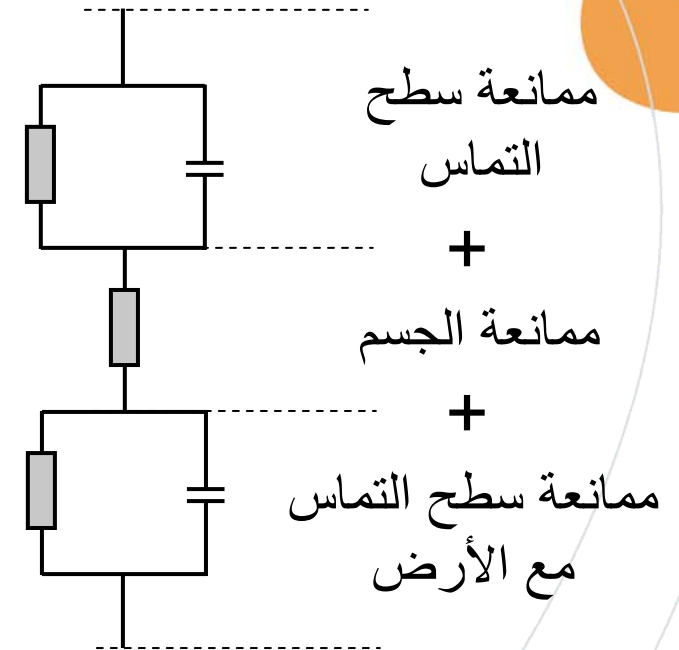 ممانعة سطح
التماس
+
ممانعة الجسم
+
ممانعة سطح التماس
مع الأرض